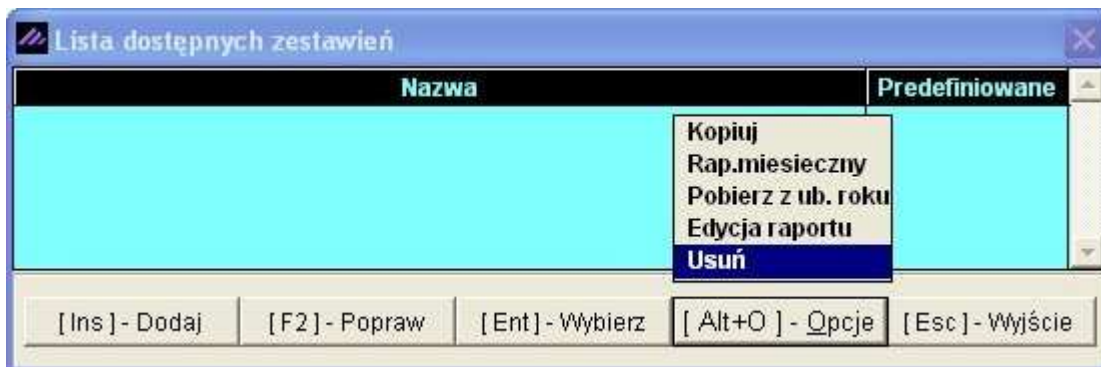 Lista dostępnych zestawień
Nazwa Predefiniowane
Kopiuj
Rap.miesieczny
Pobierz z ub. roku
Edycja raportu
Usuń
[ Ins ] - Dodaj [ F2 ] - Popraw [ Ent ] - Wybierz [ Alt+O ] - Opcje [ Esc ] - Wyjście